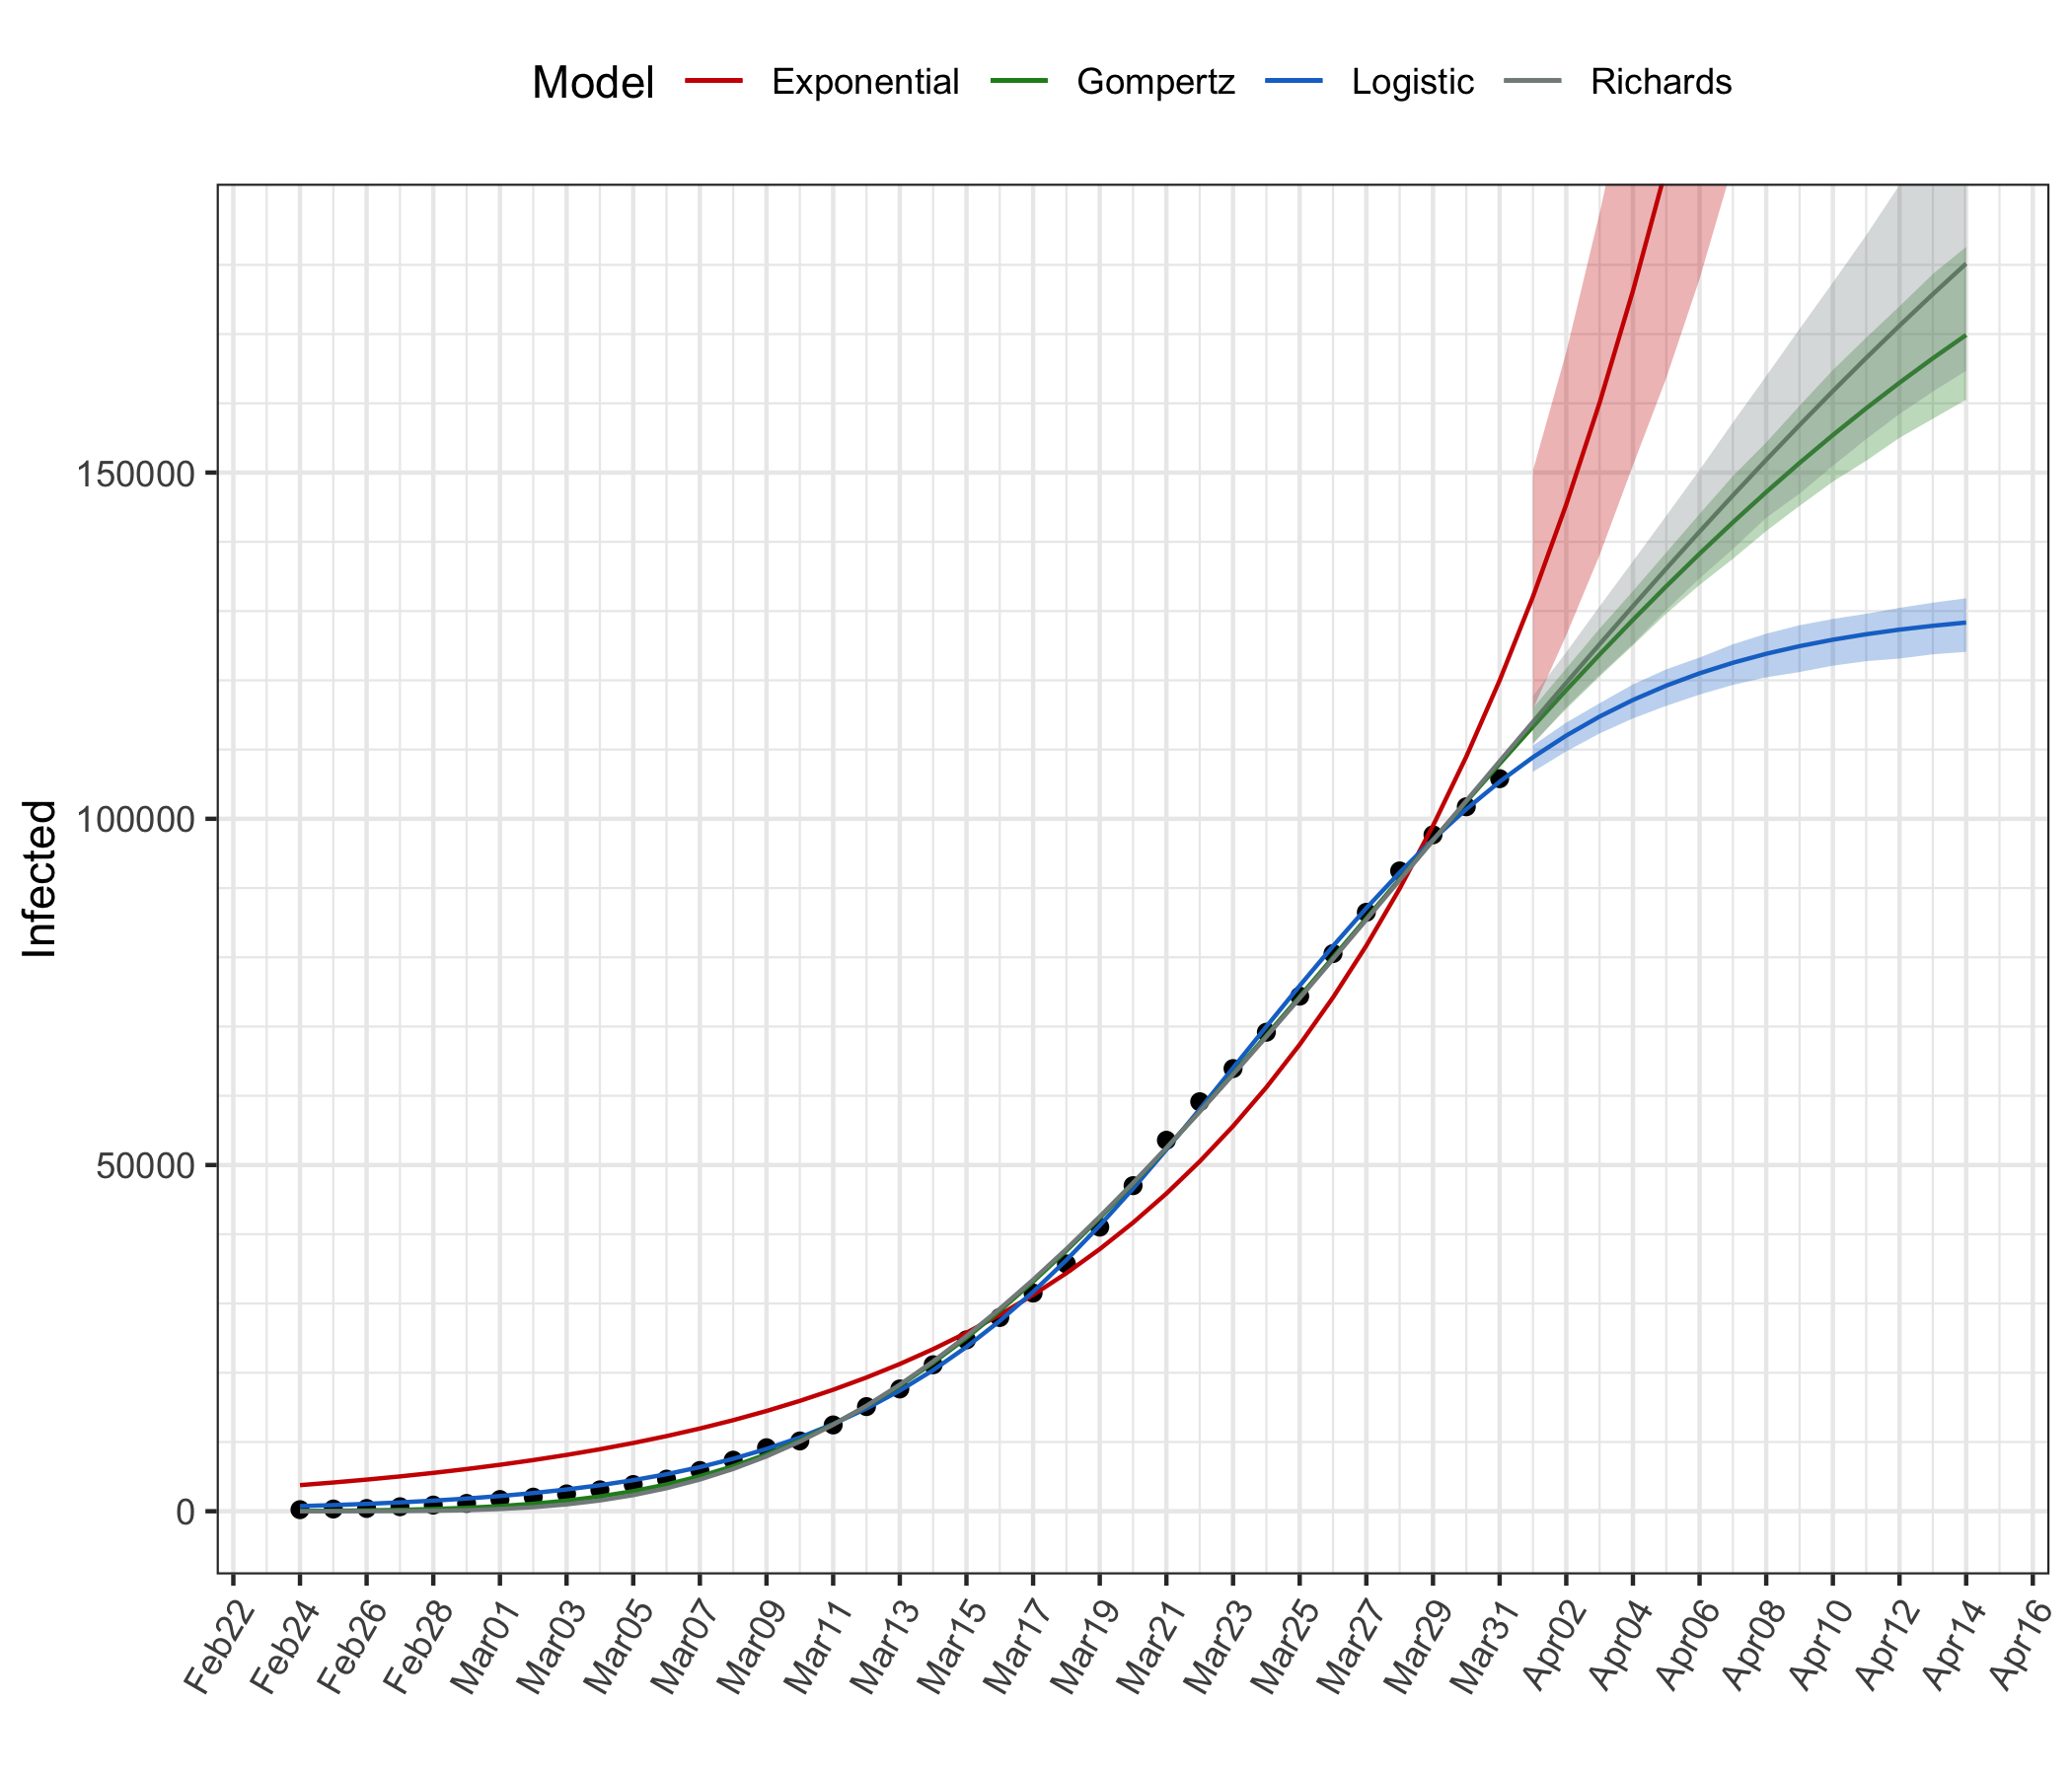 Model Exponential Gompertz Logistic Richards
Infected
150000
100000
50000
0
Feb22 Feb24 Feb26 Feb28 Mar01 Mar03 Mar05 Mar07 Mar09 Mar11 Mar13 Mar15 Mar17 Mar19 Mar21 Mar23 Mar25 Mar27 Mar29 Mar31 Apr02 Apr04 Apr06 Apr08 Apr10 Apr12 Apr14 Apr16